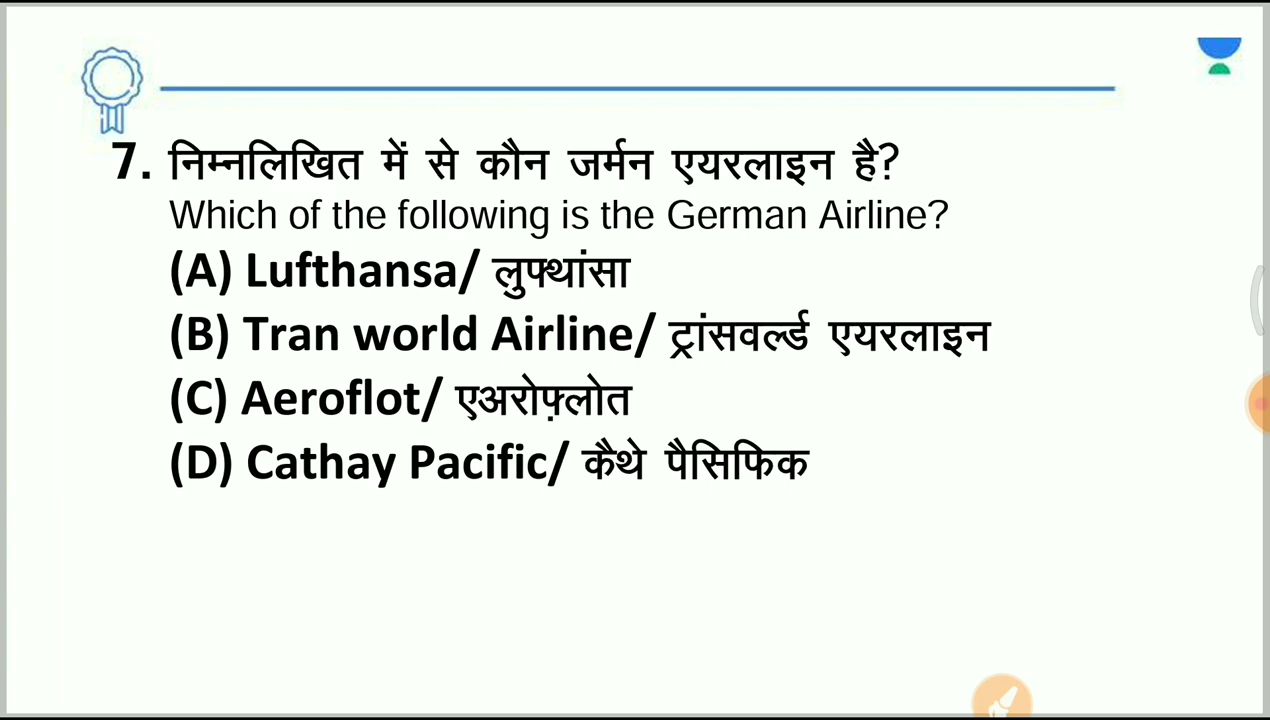 7. निम्नलिखित में से कौन जर्मन एयरलाइन है?
Which of the following is the German Airline?
(A) Lufthansa/ लुफ्थांसा
(B) Tran world Airline/ ट्रांसवर्ल्ड एयरलाइन
(C) Aeroflot/ एअरोफ़्लोत
(D) Cathay Pacific/ कैथे पैसिफिक